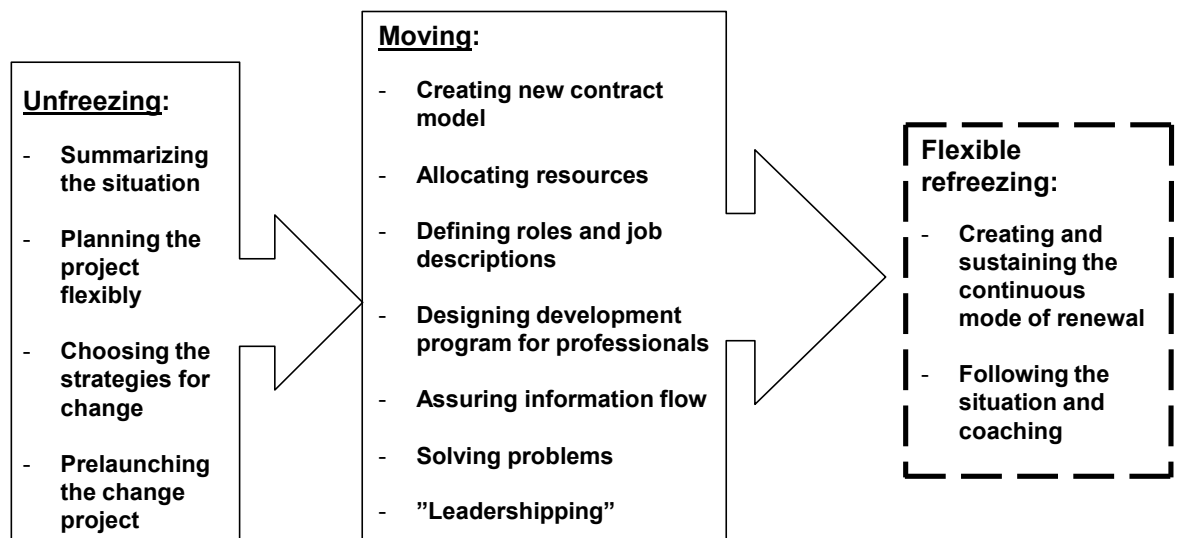 Unfreezing:
- Summarizing
the situation
- Planning the
project
flexibly
- Choosing the
strategies for
change
- Prelaunching
the change
project
Moving:
- Creating new contract
model
- Allocating resources
- Defining roles and job
descriptions
- Designing development
program for professionals
- Assuring information flow
- Solving problems
- ”Leadershipping”
Flexible
refreezing:
- Creating and
sustaining the
continuous
mode of renewal
- Following the
situation and
coaching